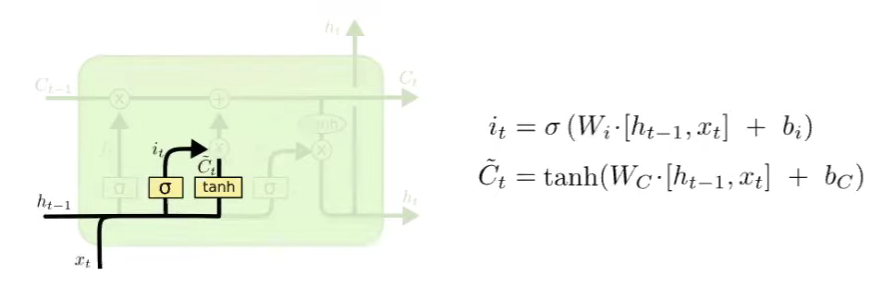 h_t
C_{t-1}
C_t
tanh
f_t
i_t
C̃_t
σ
σ
tanh
σ
h_{t-1}
h_t
x_t
i_t = σ (W_i·[h_{t-1}, x_t] + b_i)
C̃_t = tanh(W_C·[h_{t-1}, x_t] + b_C)